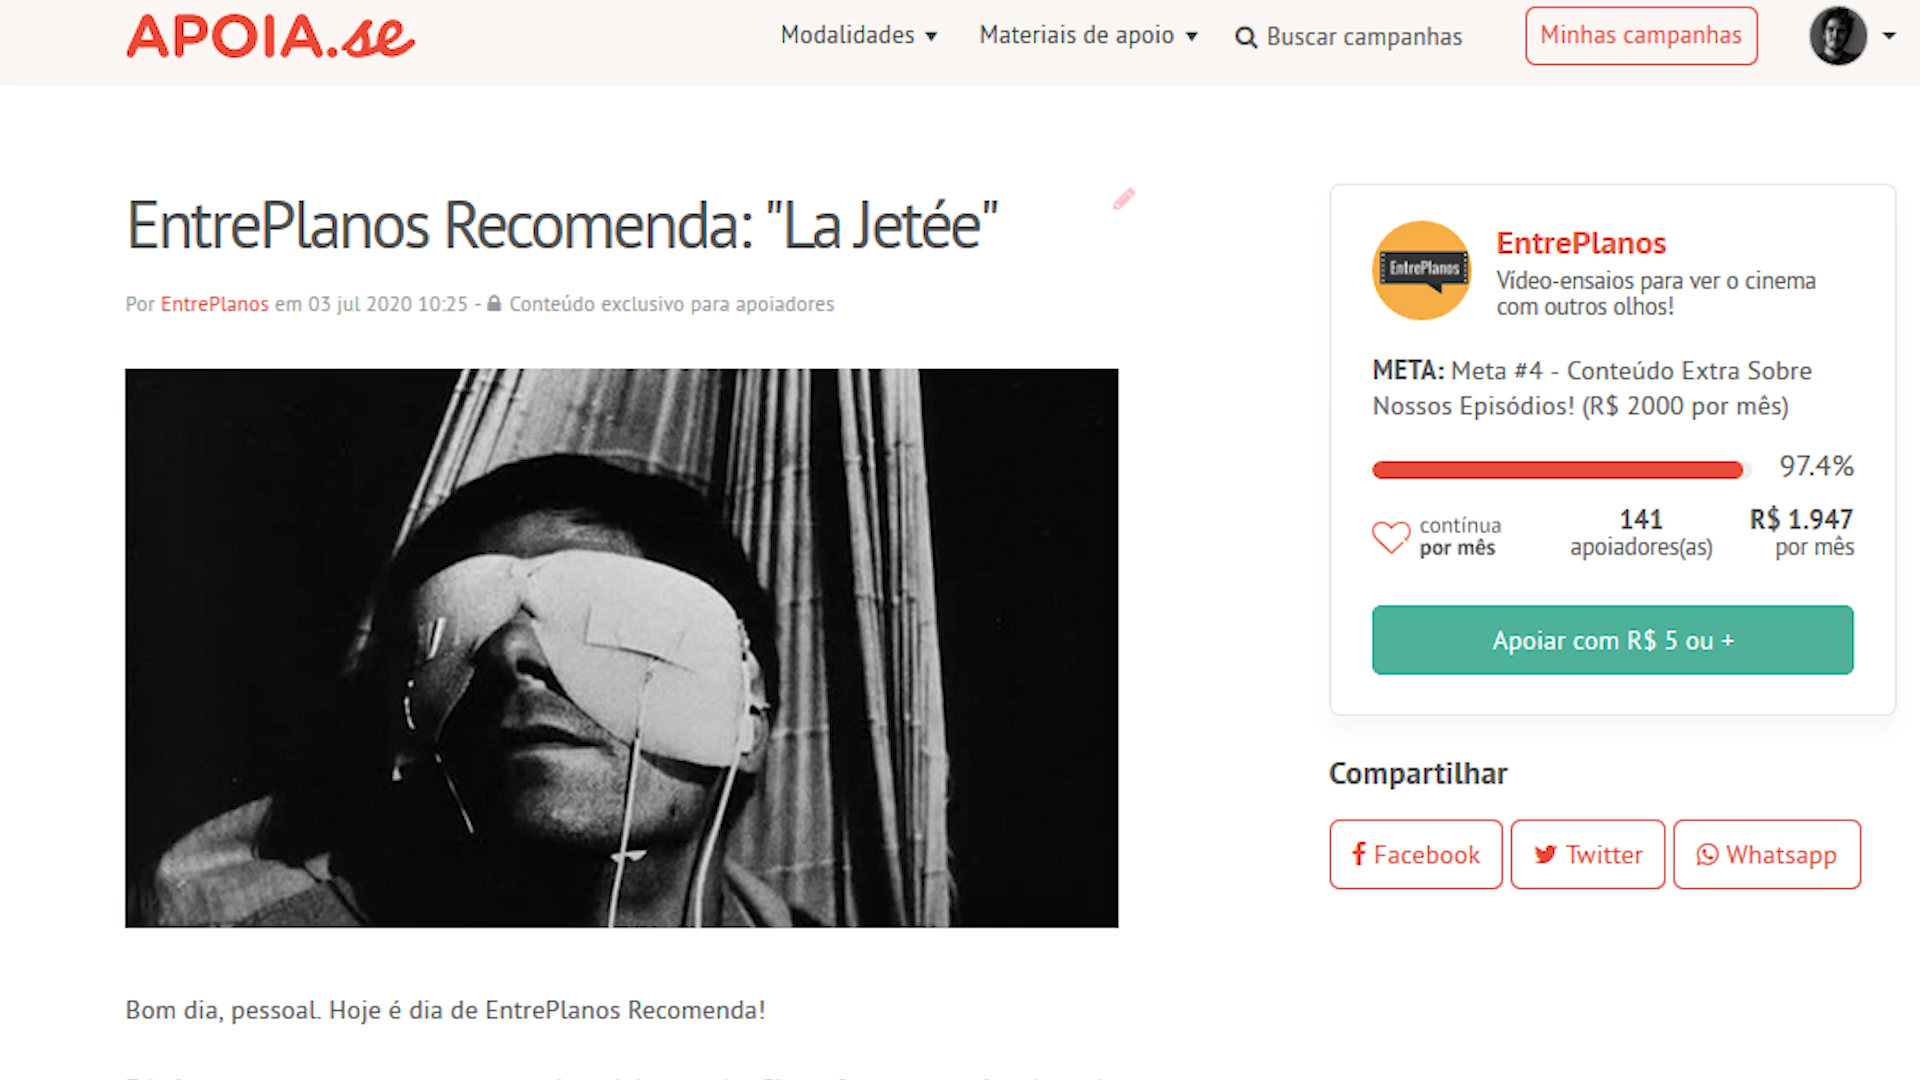 APOIA.se
Modalidades
Materiais de apoio
Buscar campanhas
Minhas campanhas
EntrePlanos Recomenda: "La Jetée"
Por EntrePlanos em 03 jul 2020 10:25 - Conteúdo exclusivo para apoiadores
Bom dia, pessoal. Hoje é dia de EntrePlanos Recomenda!
EntrePlanos
EntrePlanos
Vídeo-ensaios para ver o cinema
com outros olhos!
META: Meta #4 - Conteúdo Extra Sobre
Nossos Episódios! (R$ 2000 por mês)
97.4%
contínua
por mês
141
apoiadores(as)
R$ 1.947
por mês
Apoiar com R$ 5 ou +
Compartilhar
Facebook
Twitter
Whatsapp